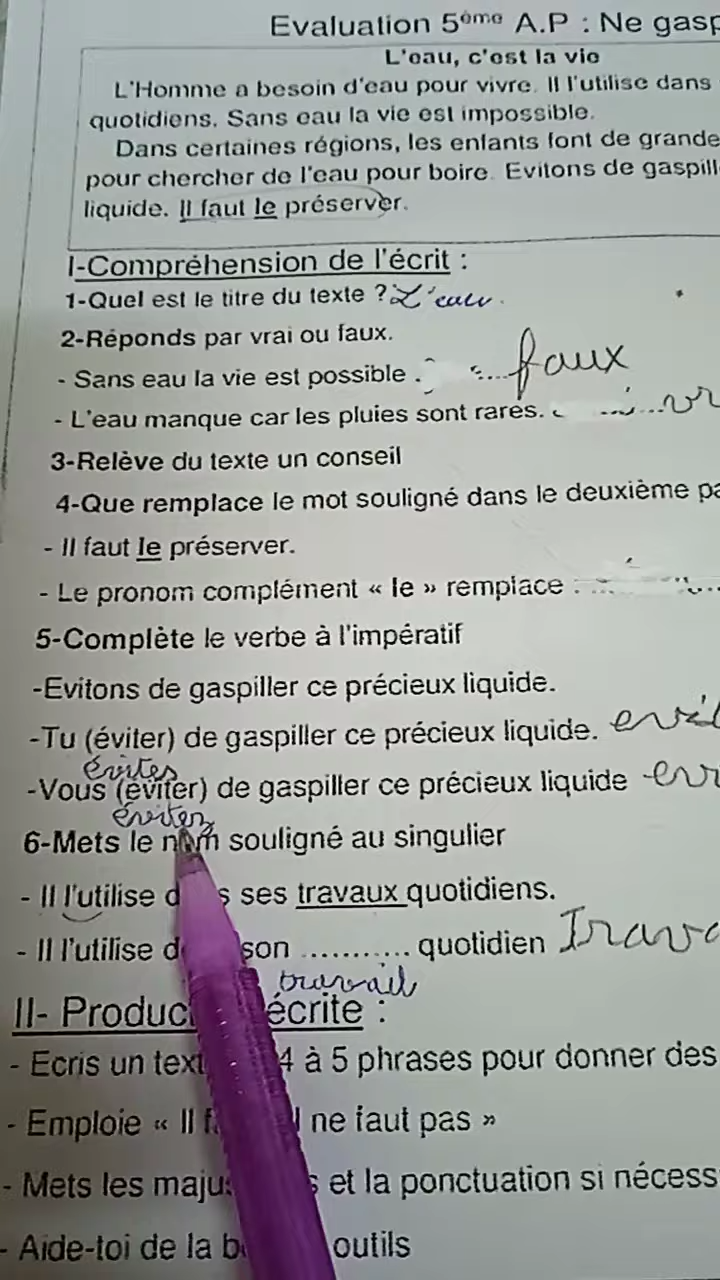 Evaluation 5ème A.P : Ne gasp
L'eau, c'est la vie
L'Homme a besoin d'eau pour vivre. Il l'utilise dans
quotidiens. Sans eau la vie est impossible.
Dans certaines régions, les enfants font de grande
pour chercher de l'eau pour boire. Evitons de gaspill
liquide. Il faut le préserver.
I-Compréhension de l'écrit :
1-Quel est le titre du texte ? L'eau.
2-Réponds par vrai ou faux.
- Sans eau la vie est possible . .... faux
- L'eau manque car les pluies sont rares. ...... vr
3-Relève du texte un conseil
4-Que remplace le mot souligné dans le deuxième pa
- Il faut le préserver.
- Le pronom complément « le » remplace : ...
5-Complète le verbe à l'impératif
-Evitons de gaspiller ce précieux liquide.
-Tu (éviter) de gaspiller ce précieux liquide.
évites
-Vous (éviter) de gaspiller ce précieux liquide
évitez
6-Mets le nom souligné au singulier
- Il l'utilise ses travaux quotidiens.
- Il l'utilise son ........... quotidien Trava
travail
II- Produc écrite :
- Ecris un text 4 à 5 phrases pour donner des
- Emploie « Il f ne faut pas »
- Mets les maju s et la ponctuation si nécess
- Aide-toi de la b outils